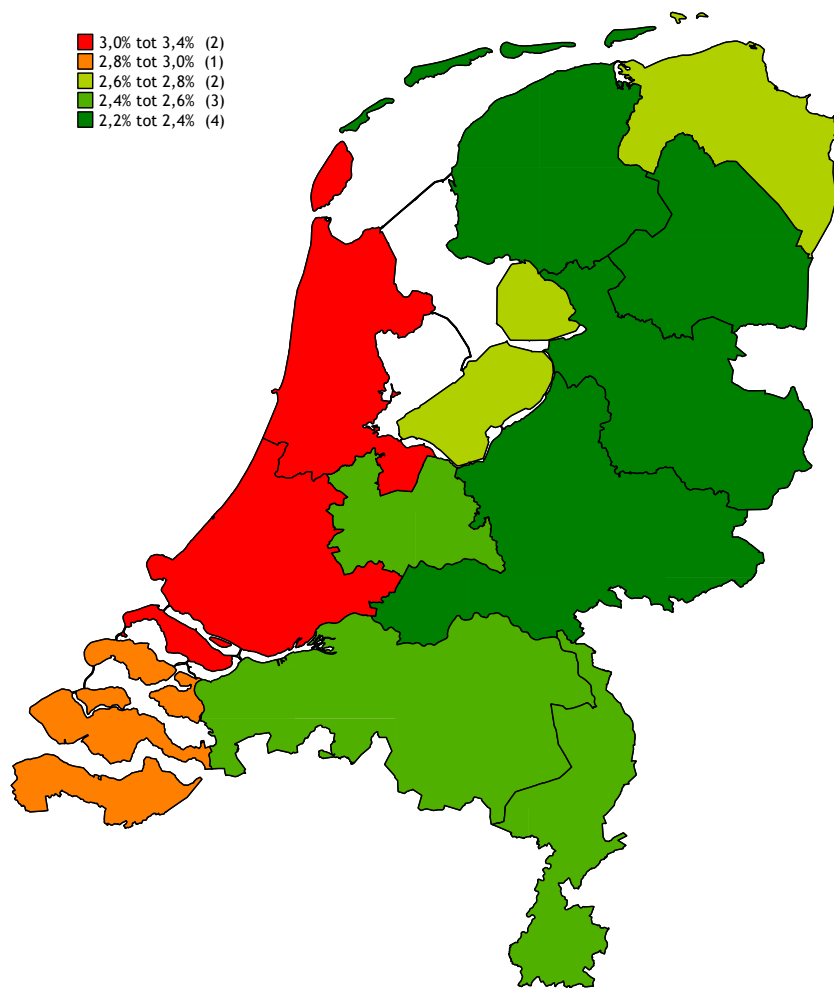 3,0% tot 3,4% (2)
2,8% tot 3,0% (1)
2,6% tot 2,8% (2)
2,4% tot 2,6% (3)
2,2% tot 2,4% (4)